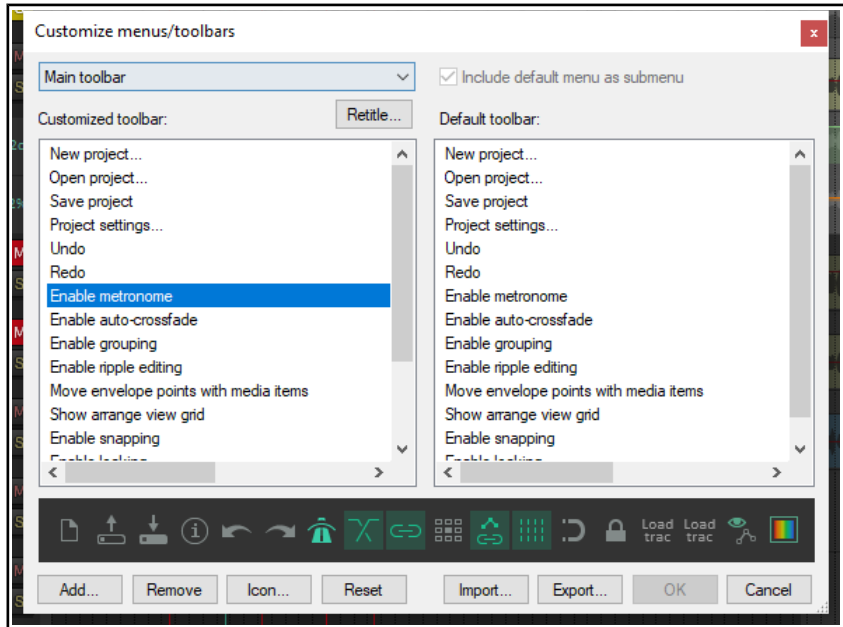 Customize menus/toolbars
x
Main toolbar
Include default menu as submenu
Customized toolbar:
Retitle...
Default toolbar:
New project...
Open project...
Save project
Project settings...
Undo
Redo
Enable metronome
Enable auto-crossfade
Enable grouping
Enable ripple editing
Move envelope points with media items
Show arrange view grid
Enable snapping
Enable locking
New project...
Open project...
Save project
Project settings...
Undo
Redo
Enable metronome
Enable auto-crossfade
Enable grouping
Enable ripple editing
Move envelope points with media items
Show arrange view grid
Enable snapping
Enable locking
Load Load
trac trac
Add...
Remove
Icon...
Reset
Import...
Export...
OK
Cancel